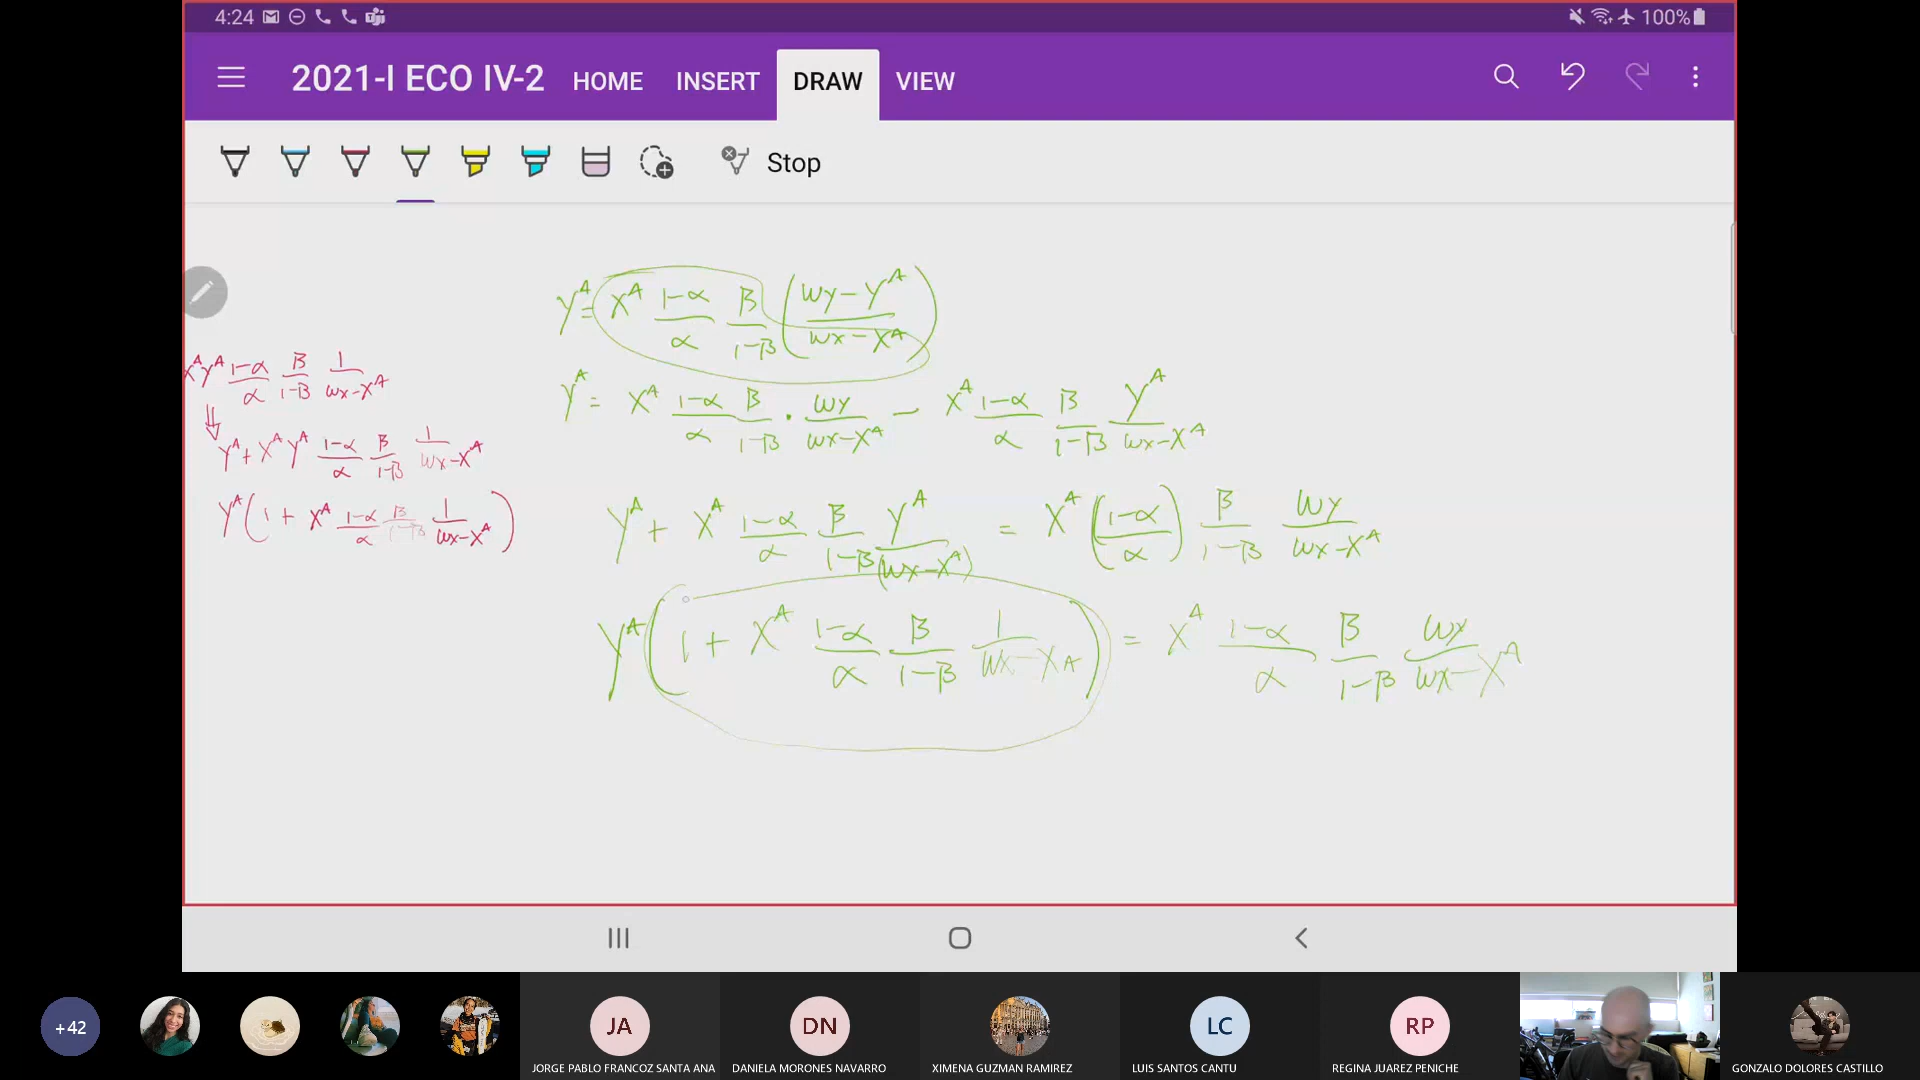 4:24 100%
2021-I ECO IV-2 HOME INSERT DRAW VIEW
Stop
Y^A = X^A (1-α)/α β/(1-β) ((wy-Y^A)/(wx-X^A))
Y^A = X^A (1-α)/α β/(1-β) · wy/(wx-X^A) - X^A (1-α)/α β/(1-β) Y^A/(wx-X^A)
Y^A + X^A (1-α)/α β/(1-β) Y^A/(wx-X^A) = X^A ((1-α)/α) β/(1-β) wy/(wx-X^A)
Y^A (1 + X^A (1-α)/α β/(1-β) 1/(wx-X^A)) = X^A (1-α)/α β/(1-β) wy/(wx-X^A)
X^A Y^A (1-α)/α β/(1-β) 1/(wx-X^A)
⇓
Y^A + X^A Y^A (1-α)/α β/(1-β) 1/(wx-X^A)
Y^A (1 + X^A (1-α)/α β/(1-β) 1/(wx-X^A))
+42 JA DN LC RP
JORGE PABLO FRANCOZ SANTA ANA DANIELA MORONES NAVARRO XIMENA GUZMAN RAMIREZ LUIS SANTOS CANTU REGINA JUAREZ PENICHE GONZALO DOLORES CASTILLO